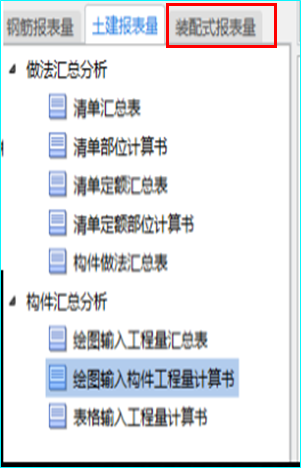 钢筋报表量 土建报表量 装配式报表量
做法汇总分析
清单汇总表
清单部位计算书
清单定额汇总表
清单定额部位计算书
构件做法汇总表
构件汇总分析
绘图输入工程量汇总表
绘图输入构件工程量计算书
表格输入工程量计算书